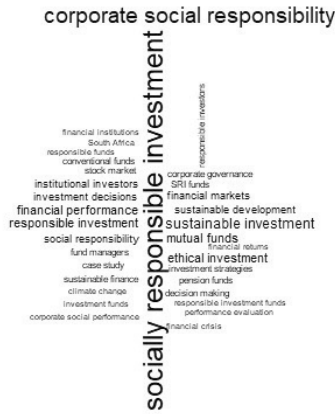 corporate social responsibility
socially responsible investment
responsible investors
financial institutions
South Africa
responsible funds
conventional funds
stock market
institutional investors
investment decisions
financial performance
responsible investment
social responsibility
fund managers
case study
sustainable finance
climate change
investment funds
corporate social performance
corporate governance
SRI funds
financial markets
sustainable development
sustainable investment
mutual funds
financial returns
ethical investment
investment strategies
pension funds
decision making
responsible investment funds
performance evaluation
financial crisis